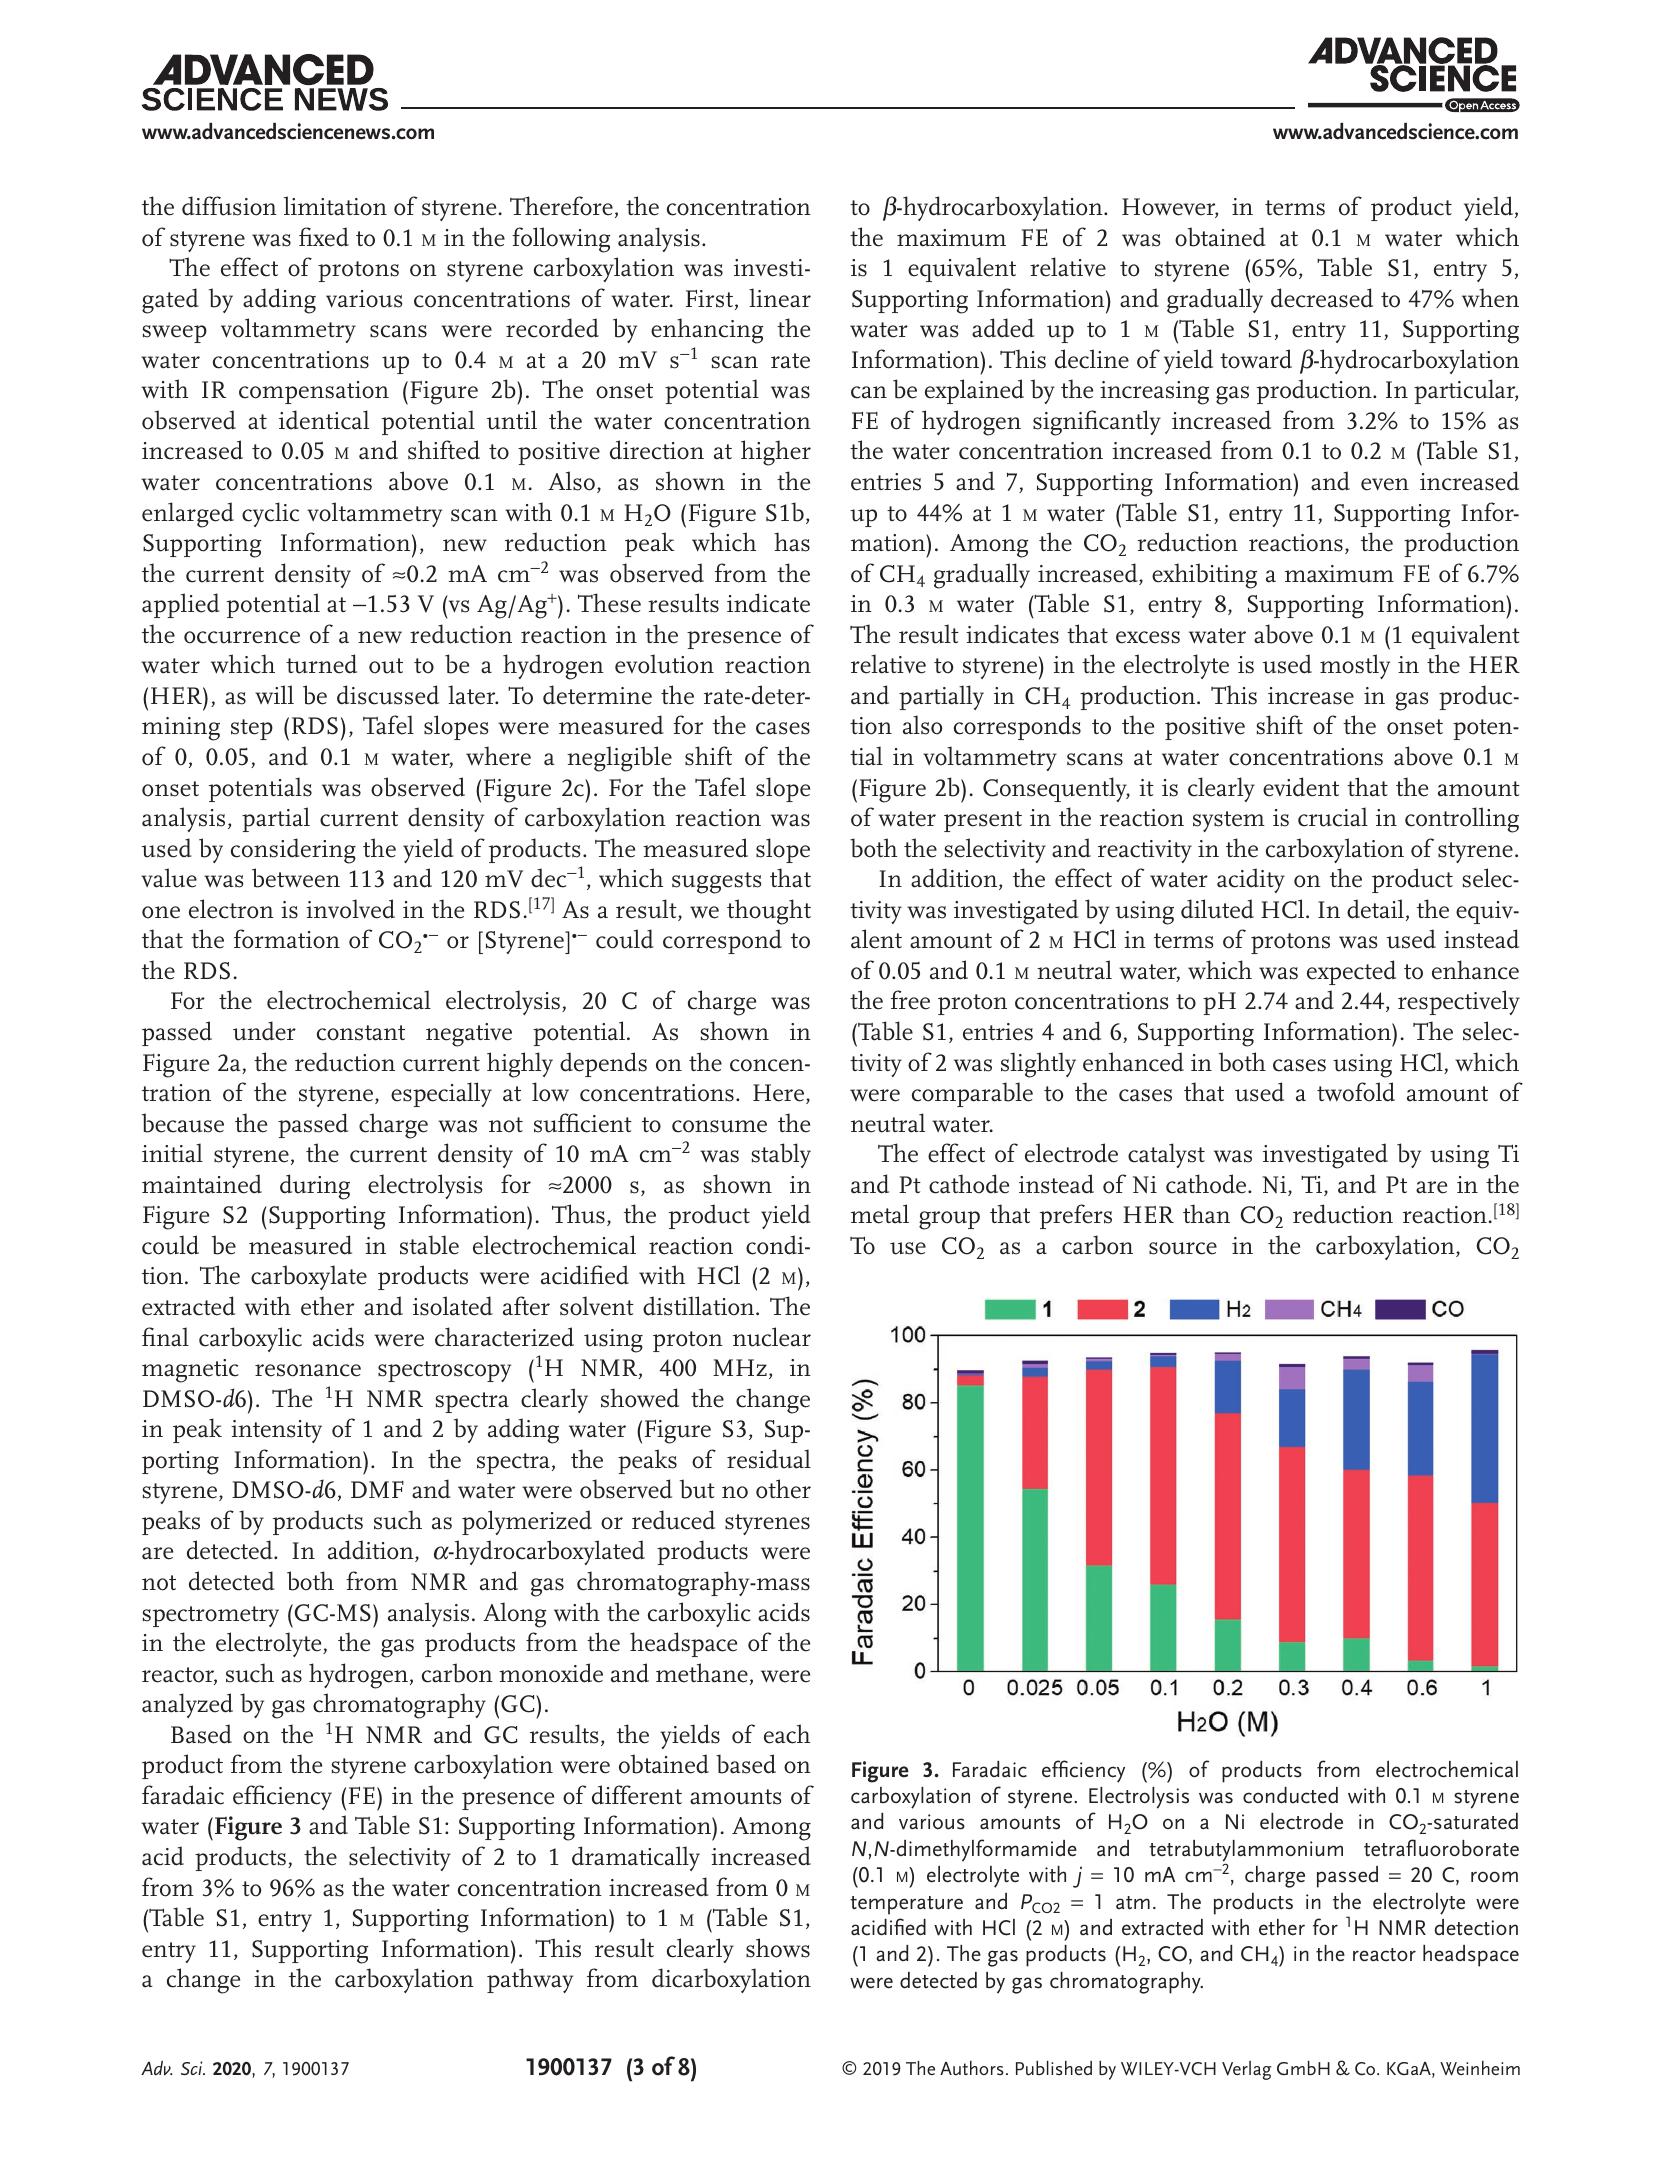 ADVANCED
SCIENCE NEWS
www.advancedsciencenews.com
ADVANCED
SCIENCE
Open Access
www.advancedscience.com
the diffusion limitation of styrene. Therefore, the concentration
of styrene was fixed to 0.1 M in the following analysis.
The effect of protons on styrene carboxylation was investi-
gated by adding various concentrations of water. First, linear
sweep voltammetry scans were recorded by enhancing the
water concentrations up to 0.4 M at a 20 mV s⁻¹ scan rate
with IR compensation (Figure 2b). The onset potential was
observed at identical potential until the water concentration
increased to 0.05 M and shifted to positive direction at higher
water concentrations above 0.1 M. Also, as shown in the
enlarged cyclic voltammetry scan with 0.1 M H₂O (Figure S1b,
Supporting Information), new reduction peak which has
the current density of ≈0.2 mA cm⁻² was observed from the
applied potential at −1.53 V (vs Ag/Ag⁺). These results indicate
the occurrence of a new reduction reaction in the presence of
water which turned out to be a hydrogen evolution reaction
(HER), as will be discussed later. To determine the rate-deter-
mining step (RDS), Tafel slopes were measured for the cases
of 0, 0.05, and 0.1 M water, where a negligible shift of the
onset potentials was observed (Figure 2c). For the Tafel slope
analysis, partial current density of carboxylation reaction was
used by considering the yield of products. The measured slope
value was between 113 and 120 mV dec⁻¹, which suggests that
one electron is involved in the RDS.[17] As a result, we thought
that the formation of CO₂•⁻ or [Styrene]•⁻ could correspond to
the RDS.
For the electrochemical electrolysis, 20 C of charge was
passed under constant negative potential. As shown in
Figure 2a, the reduction current highly depends on the concen-
tration of the styrene, especially at low concentrations. Here,
because the passed charge was not sufficient to consume the
initial styrene, the current density of 10 mA cm⁻² was stably
maintained during electrolysis for ≈2000 s, as shown in
Figure S2 (Supporting Information). Thus, the product yield
could be measured in stable electrochemical reaction condi-
tion. The carboxylate products were acidified with HCl (2 M),
extracted with ether and isolated after solvent distillation. The
final carboxylic acids were characterized using proton nuclear
magnetic resonance spectroscopy (¹H NMR, 400 MHz, in
DMSO-d6). The ¹H NMR spectra clearly showed the change
in peak intensity of 1 and 2 by adding water (Figure S3, Sup-
porting Information). In the spectra, the peaks of residual
styrene, DMSO-d6, DMF and water were observed but no other
peaks of by products such as polymerized or reduced styrenes
are detected. In addition, α-hydrocarboxylated products were
not detected both from NMR and gas chromatography-mass
spectrometry (GC-MS) analysis. Along with the carboxylic acids
in the electrolyte, the gas products from the headspace of the
reactor, such as hydrogen, carbon monoxide and methane, were
analyzed by gas chromatography (GC).
Based on the ¹H NMR and GC results, the yields of each
product from the styrene carboxylation were obtained based on
faradaic efficiency (FE) in the presence of different amounts of
water (Figure 3 and Table S1: Supporting Information). Among
acid products, the selectivity of 2 to 1 dramatically increased
from 3% to 96% as the water concentration increased from 0 M
(Table S1, entry 1, Supporting Information) to 1 M (Table S1,
entry 11, Supporting Information). This result clearly shows
a change in the carboxylation pathway from dicarboxylation
to β-hydrocarboxylation. However, in terms of product yield,
the maximum FE of 2 was obtained at 0.1 M water which
is 1 equivalent relative to styrene (65%, Table S1, entry 5,
Supporting Information) and gradually decreased to 47% when
water was added up to 1 M (Table S1, entry 11, Supporting
Information). This decline of yield toward β-hydrocarboxylation
can be explained by the increasing gas production. In particular,
FE of hydrogen significantly increased from 3.2% to 15% as
the water concentration increased from 0.1 to 0.2 M (Table S1,
entries 5 and 7, Supporting Information) and even increased
up to 44% at 1 M water (Table S1, entry 11, Supporting Infor-
mation). Among the CO₂ reduction reactions, the production
of CH₄ gradually increased, exhibiting a maximum FE of 6.7%
in 0.3 M water (Table S1, entry 8, Supporting Information).
The result indicates that excess water above 0.1 M (1 equivalent
relative to styrene) in the electrolyte is used mostly in the HER
and partially in CH₄ production. This increase in gas produc-
tion also corresponds to the positive shift of the onset poten-
tial in voltammetry scans at water concentrations above 0.1 M
(Figure 2b). Consequently, it is clearly evident that the amount
of water present in the reaction system is crucial in controlling
both the selectivity and reactivity in the carboxylation of styrene.
In addition, the effect of water acidity on the product selec-
tivity was investigated by using diluted HCl. In detail, the equiv-
alent amount of 2 M HCl in terms of protons was used instead
of 0.05 and 0.1 M neutral water, which was expected to enhance
the free proton concentrations to pH 2.74 and 2.44, respectively
(Table S1, entries 4 and 6, Supporting Information). The selec-
tivity of 2 was slightly enhanced in both cases using HCl, which
were comparable to the cases that used a twofold amount of
neutral water.
The effect of electrode catalyst was investigated by using Ti
and Pt cathode instead of Ni cathode. Ni, Ti, and Pt are in the
metal group that prefers HER than CO₂ reduction reaction.[18]
To use CO₂ as a carbon source in the carboxylation, CO₂
1 2 H2 CH4 CO
Faradaic Efficiency (%)
100
80
60
40
20
0
0 0.025 0.05 0.1 0.2 0.3 0.4 0.6 1
H2O (M)
Figure 3. Faradaic efficiency (%) of products from electrochemical
carboxylation of styrene. Electrolysis was conducted with 0.1 M styrene
and various amounts of H₂O on a Ni electrode in CO₂-saturated
N,N-dimethylformamide and tetrabutylammonium tetrafluoroborate
(0.1 M) electrolyte with j = 10 mA cm⁻², charge passed = 20 C, room
temperature and PCO2 = 1 atm. The products in the electrolyte were
acidified with HCl (2 M) and extracted with ether for ¹H NMR detection
(1 and 2). The gas products (H₂, CO, and CH₄) in the reactor headspace
were detected by gas chromatography.
Adv. Sci. 2020, 7, 1900137
1900137 (3 of 8)
© 2019 The Authors. Published by WILEY-VCH Verlag GmbH & Co. KGaA, Weinheim